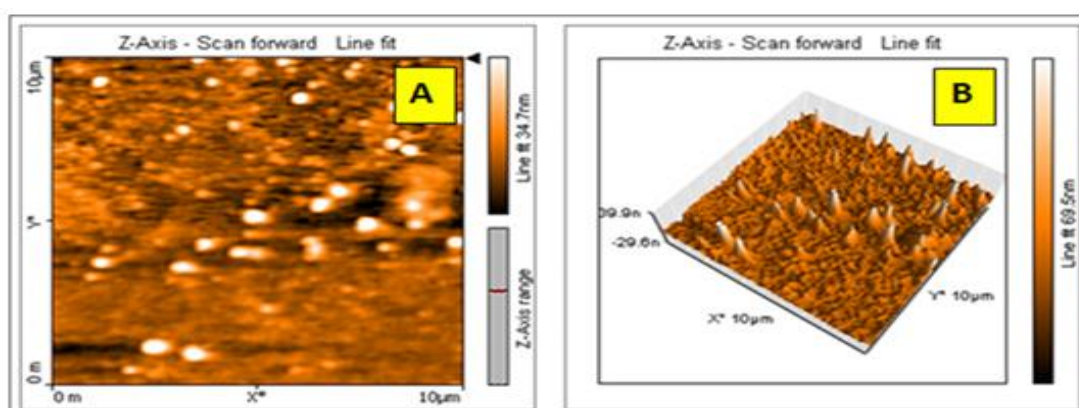 Z-Axis - Scan forward Line fit
A
10µm
Y*
0 m
0 m X* 10µm
Line fit 34.7nm
Z-Axis range
Z-Axis - Scan forward Line fit
B
39.9n
-29.6n
X* 10µm
Y* 10µm
Line fit 69.5nm